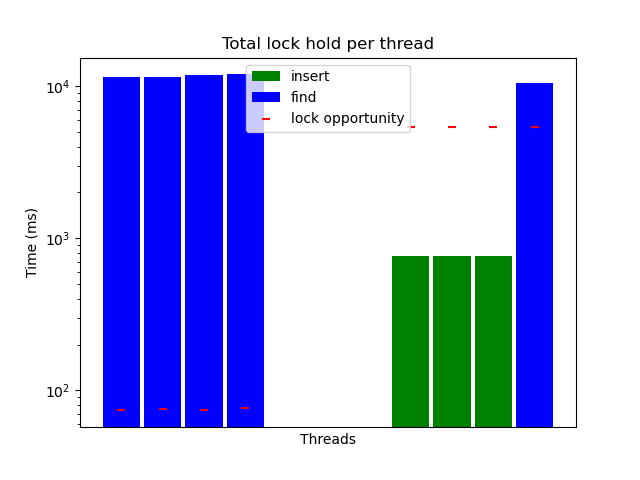 Total lock hold per thread
insert
find
lock opportunity
10⁴
10³
10²
Time (ms)
Threads